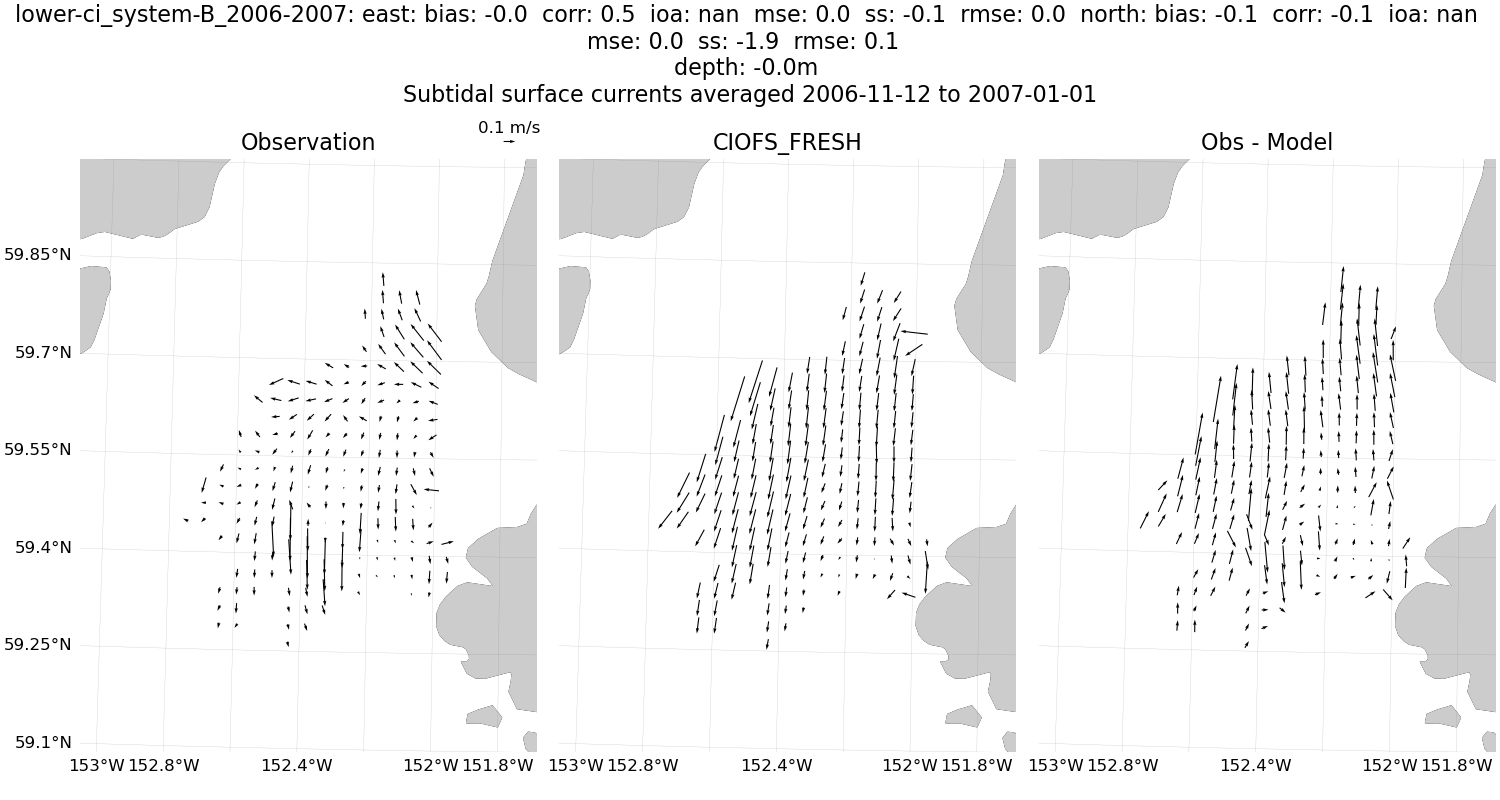 lower-ci_system-B_2006-2007: east: bias: -0.0  corr: 0.5  ioa: nan  mse: 0.0  ss: -0.1  rmse: 0.0  north: bias: -0.1  corr: -0.1  ioa: nan
mse: 0.0  ss: -1.9  rmse: 0.1
depth: -0.0m
Subtidal surface currents averaged 2006-11-12 to 2007-01-01
0.1 m/s
Observation
CIOFS_FRESH
Obs - Model
59.85°N
59.7°N
59.55°N
59.4°N
59.25°N
59.1°N
153°W 152.8°W 152.4°W 152°W 151.8°W
153°W 152.8°W 152.4°W 152°W 151.8°W
153°W 152.8°W 152.4°W 152°W 151.8°W